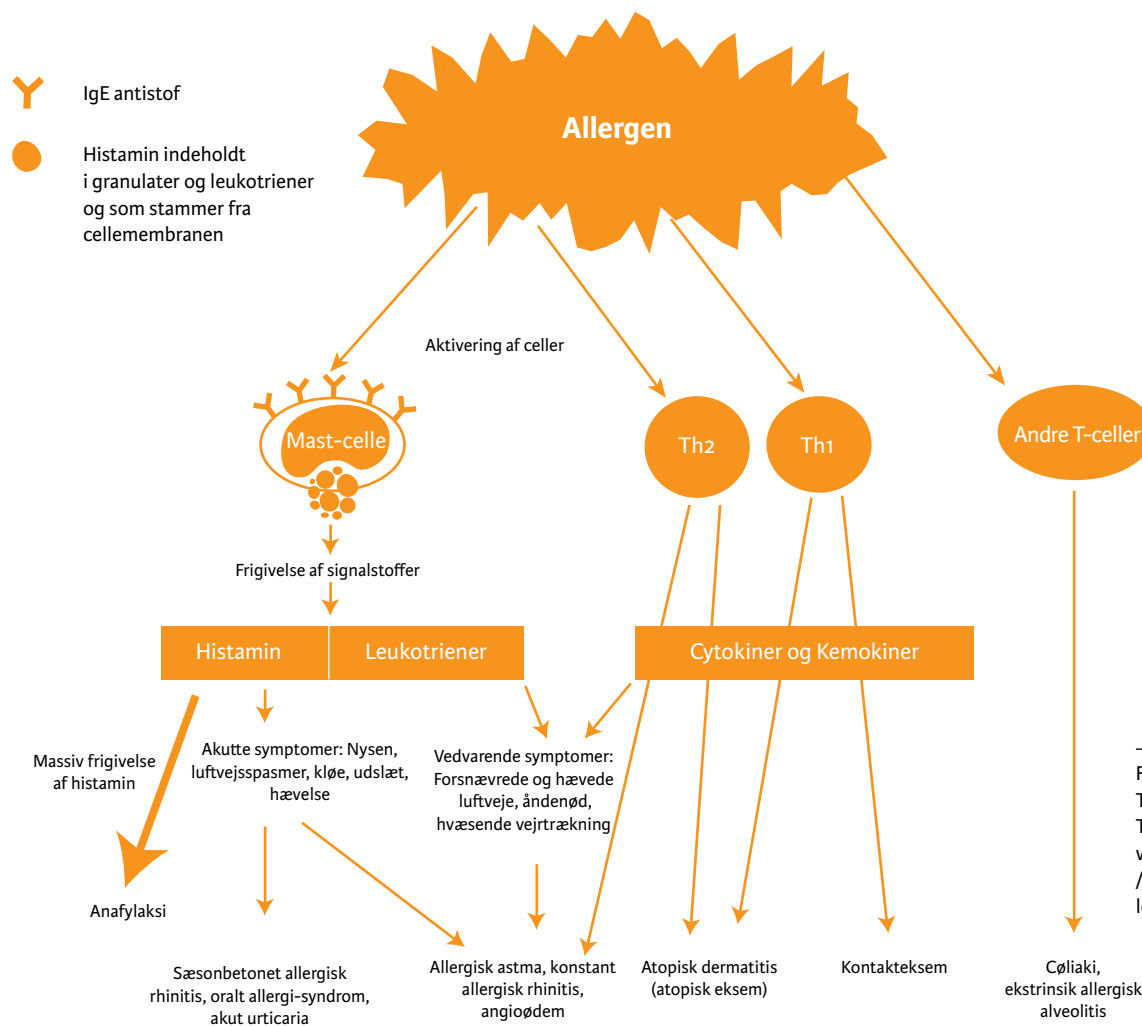 IgE antistof
Histamin indeholdt
i granulater og leukotriener
og som stammer fra
cellemembranen
Allergen
Aktivering af celler
Mast-celle
Th2
Th1
Andre T-celler
Frigivelse af signalstoffer
Histamin
Leukotriener
Cytokiner og Kemokiner
Massiv frigivelse
af histamin
Akutte symptomer: Nysen,
luftvejsspasmer, kløe, udslæt,
hævelse
Vedvarende symptomer:
Forsnævrede og hævede
luftveje, åndenød,
hvæsende vejrtrækning
Anafylaksi
Sæsonbetonet allergisk
rhinitis, oralt allergi-syndrom,
akut urticaria
Allergisk astma, konstant
allergisk rhinitis,
angioødem
Atopisk dermatitis
(atopisk eksem)
Kontakteksem
Cøliaki,
ekstrinsik allergisk
alveolitis